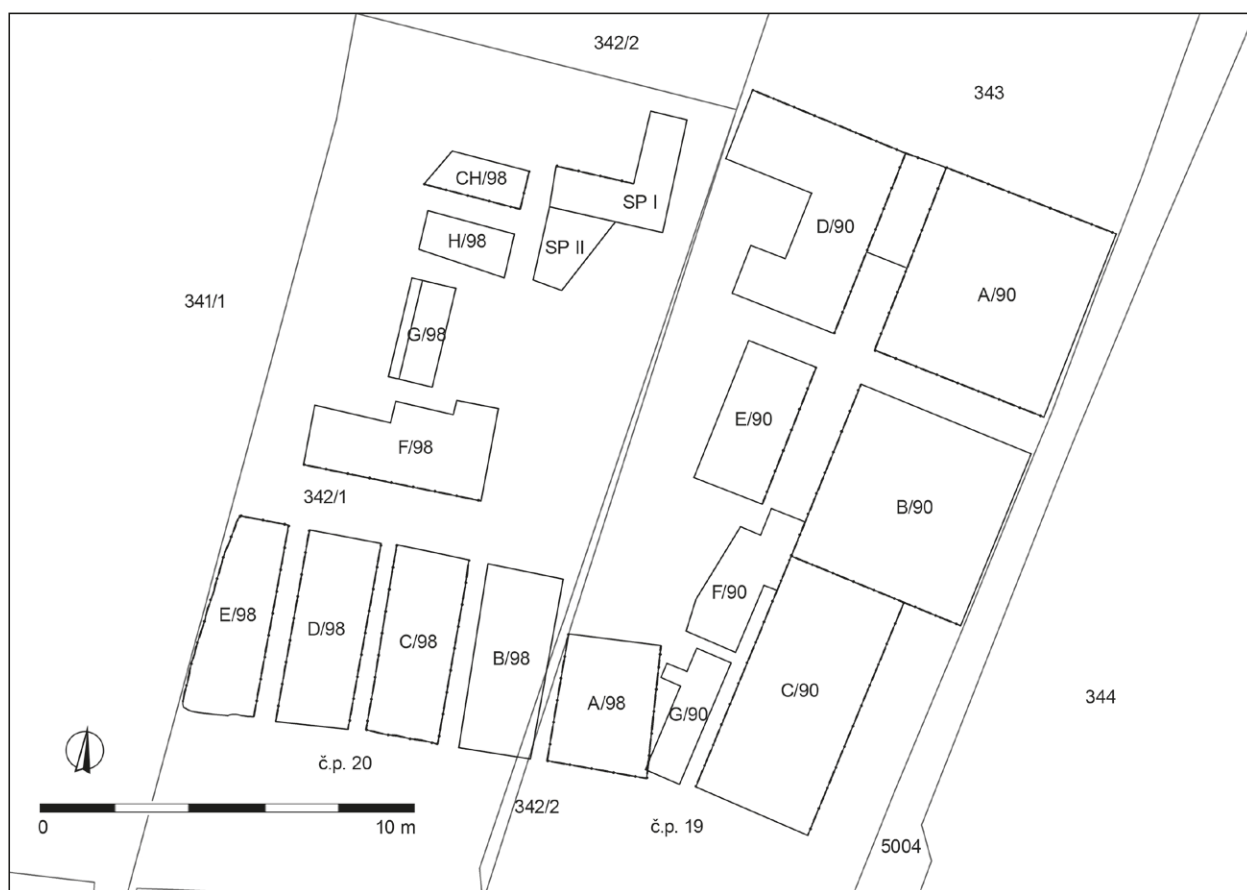 342/2
343
CH/98
SP I
D/90
H/98
SP II
A/90
341/1
G/98
E/90
F/98
342/1
B/90
F/90
E/98
D/98
C/98
B/98
C/90
A/98
G/90
344
č.p. 20
342/2
0
10 m
č.p. 19
5004